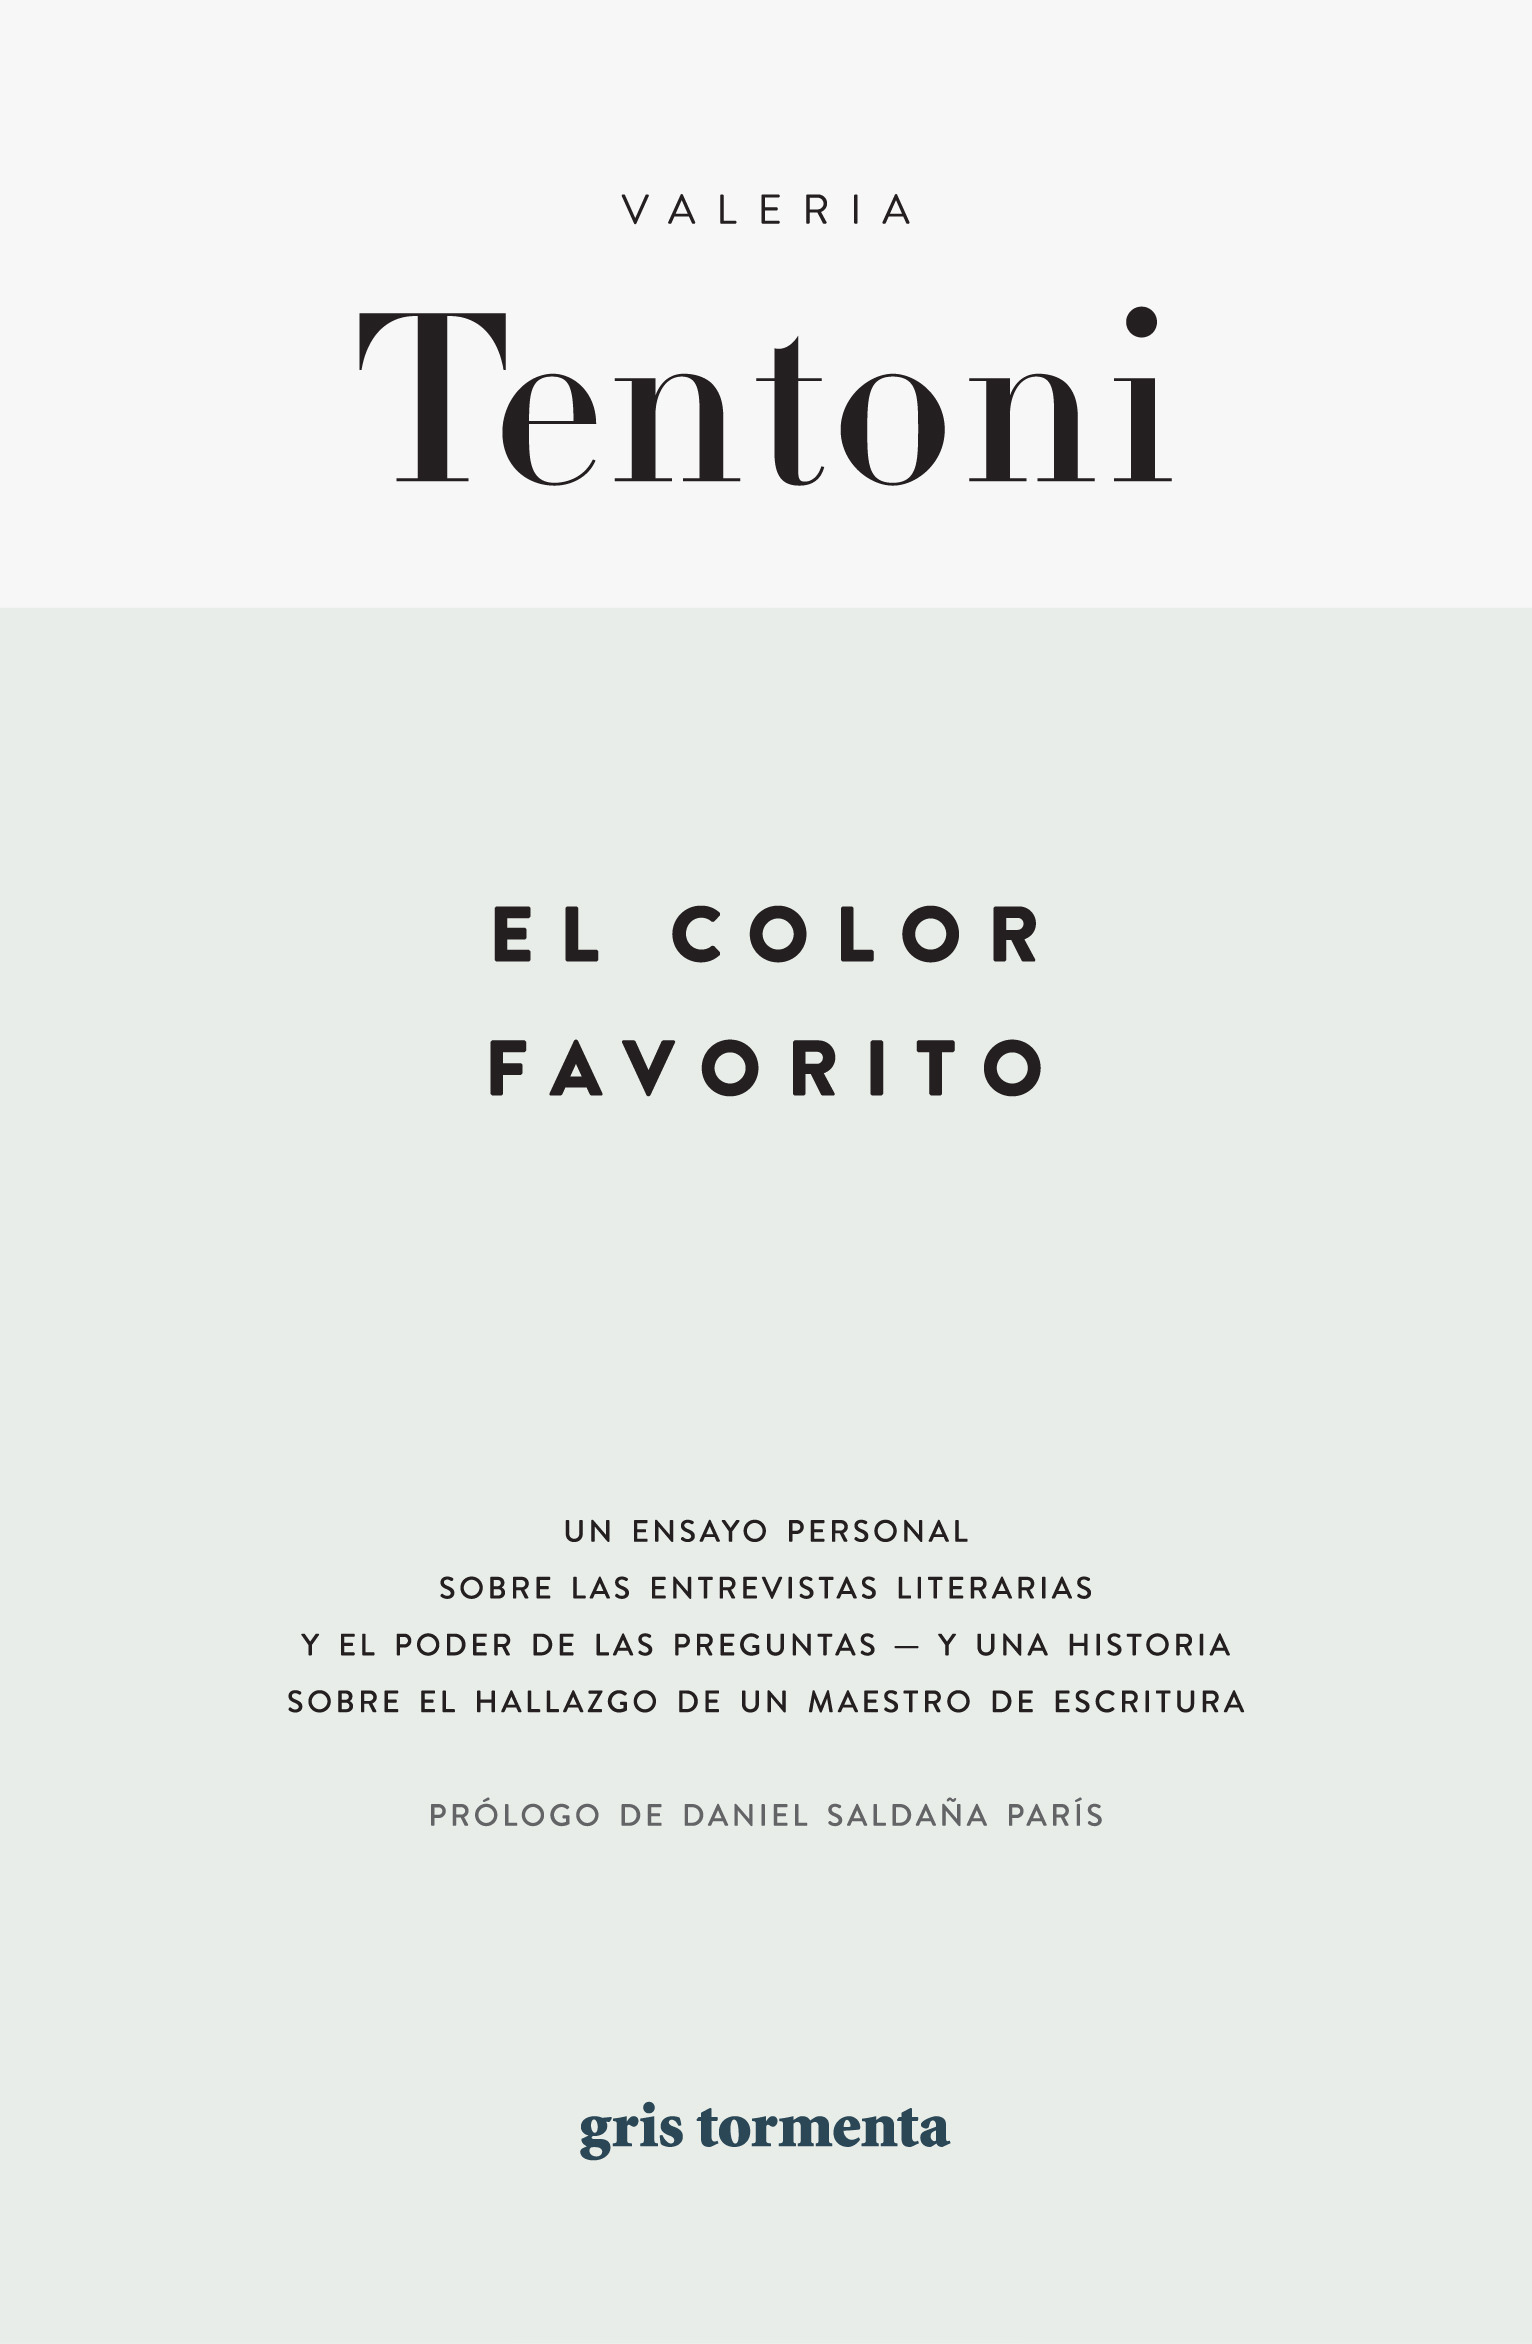 VALERIA
Tentoni
EL COLOR
FAVORITO
UN ENSAYO PERSONAL
SOBRE LAS ENTREVISTAS LITERARIAS
Y EL PODER DE LAS PREGUNTAS — Y UNA HISTORIA
SOBRE EL HALLAZGO DE UN MAESTRO DE ESCRITURA
PRÓLOGO DE DANIEL SALDAÑA PARÍS
gris tormenta